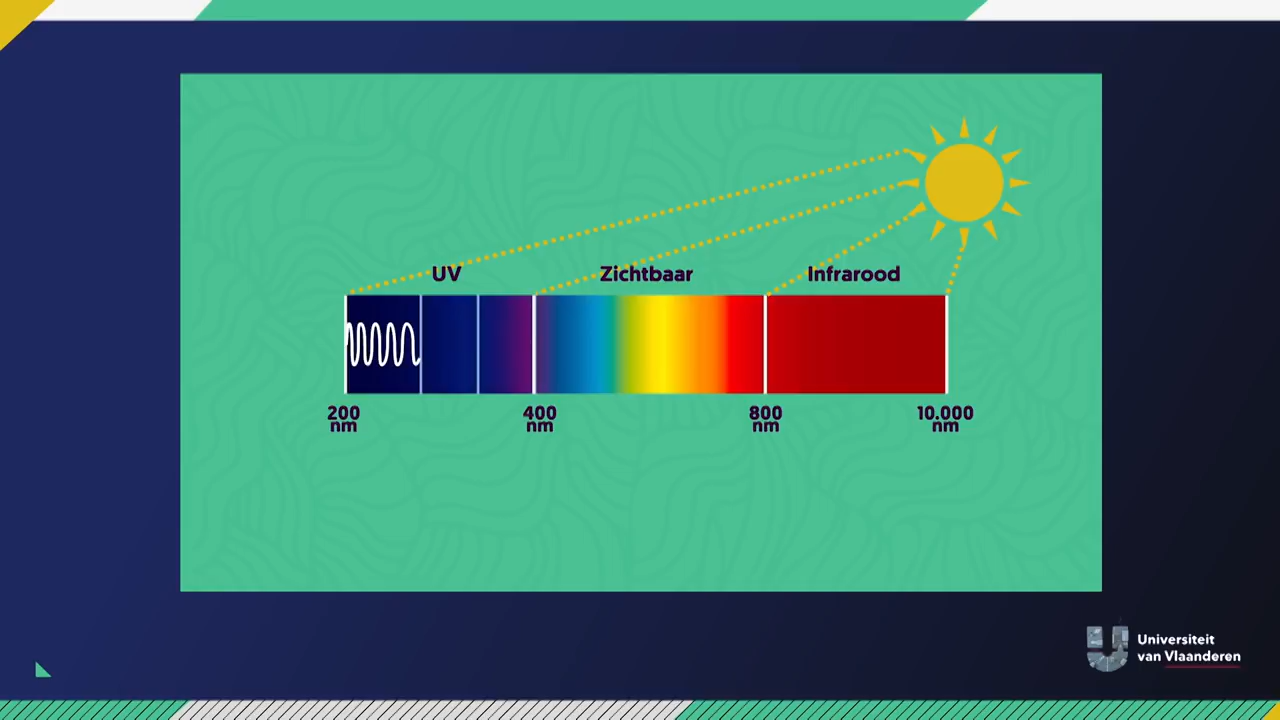 UV
Zichtbaar
Infrarood
200
nm
400
nm
800
nm
10.000
nm
Universiteit
van Vlaanderen